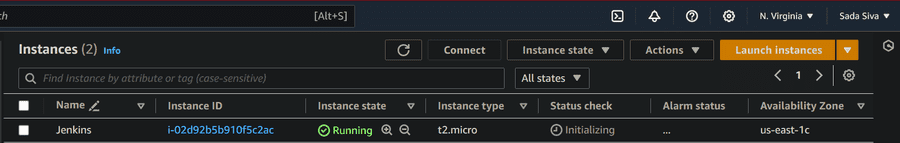 ch [Alt+S] N. Virginia Sada Siva
Instances (2) Info Connect Instance state Actions Launch instances
Find Instance by attribute or tag (case-sensitive) All states 1
Name Instance ID Instance state Instance type Status check Alarm status Availability Zone
Jenkins i-02d92b5b910f5c2ac Running t2.micro Initializing ... us-east-1c